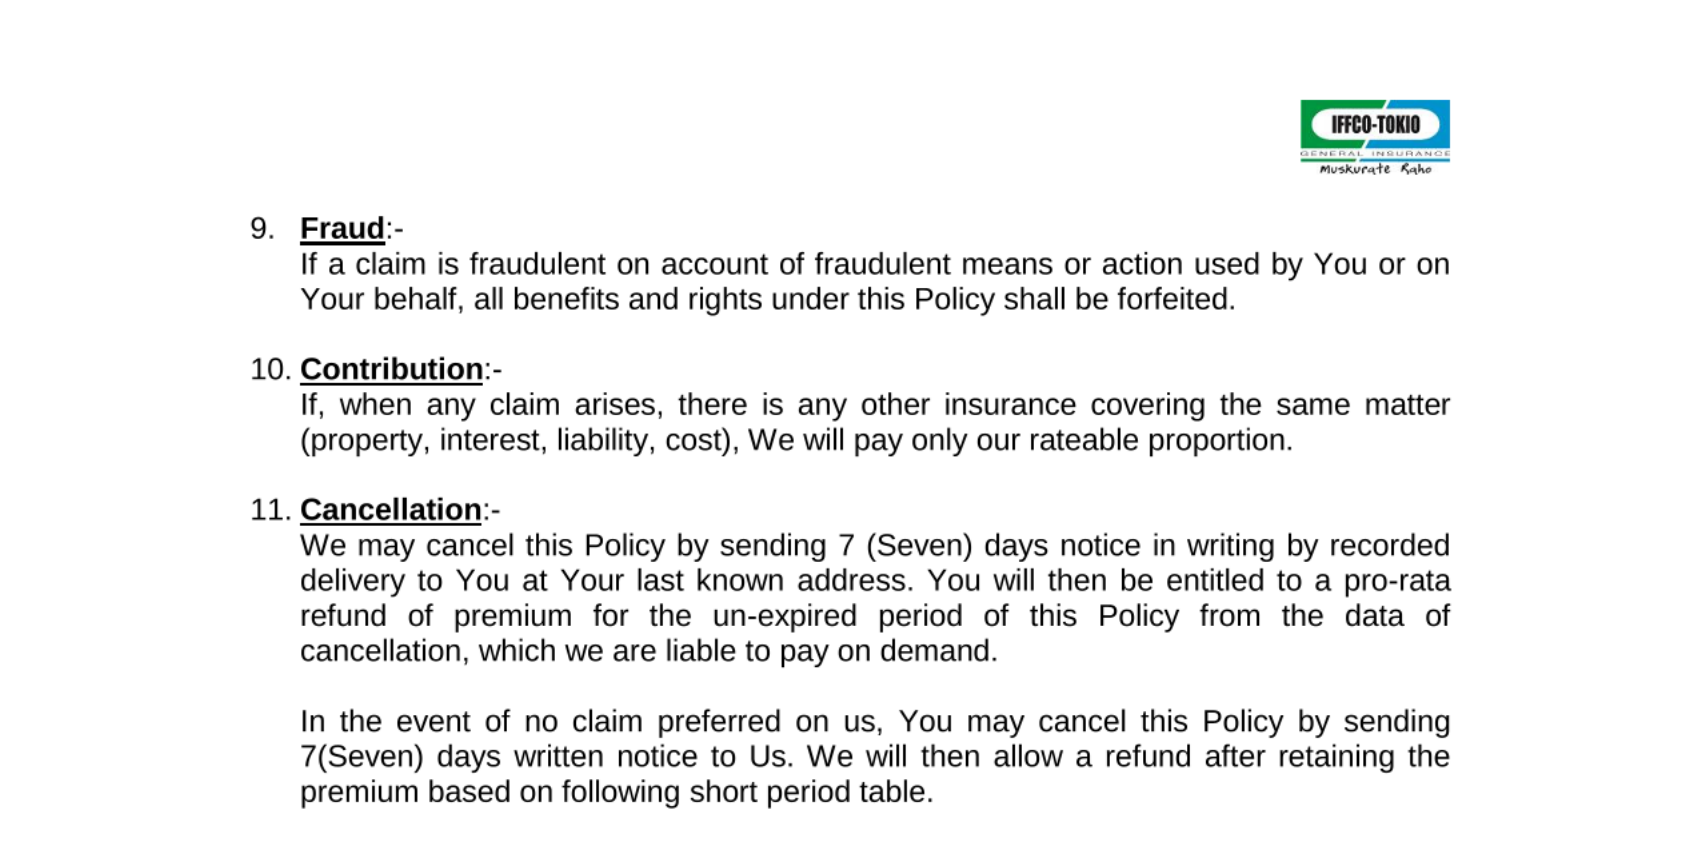 IFFCO-TOKIO
GENERAL INSURANCE
Muskurate Raho
9. Fraud:-
If a claim is fraudulent on account of fraudulent means or action used by You or on
Your behalf, all benefits and rights under this Policy shall be forfeited.
10. Contribution:-
If, when any claim arises, there is any other insurance covering the same matter
(property, interest, liability, cost), We will pay only our rateable proportion.
11. Cancellation:-
We may cancel this Policy by sending 7 (Seven) days notice in writing by recorded
delivery to You at Your last known address. You will then be entitled to a pro-rata
refund of premium for the un-expired period of this Policy from the data of
cancellation, which we are liable to pay on demand.
In the event of no claim preferred on us, You may cancel this Policy by sending
7(Seven) days written notice to Us. We will then allow a refund after retaining the
premium based on following short period table.